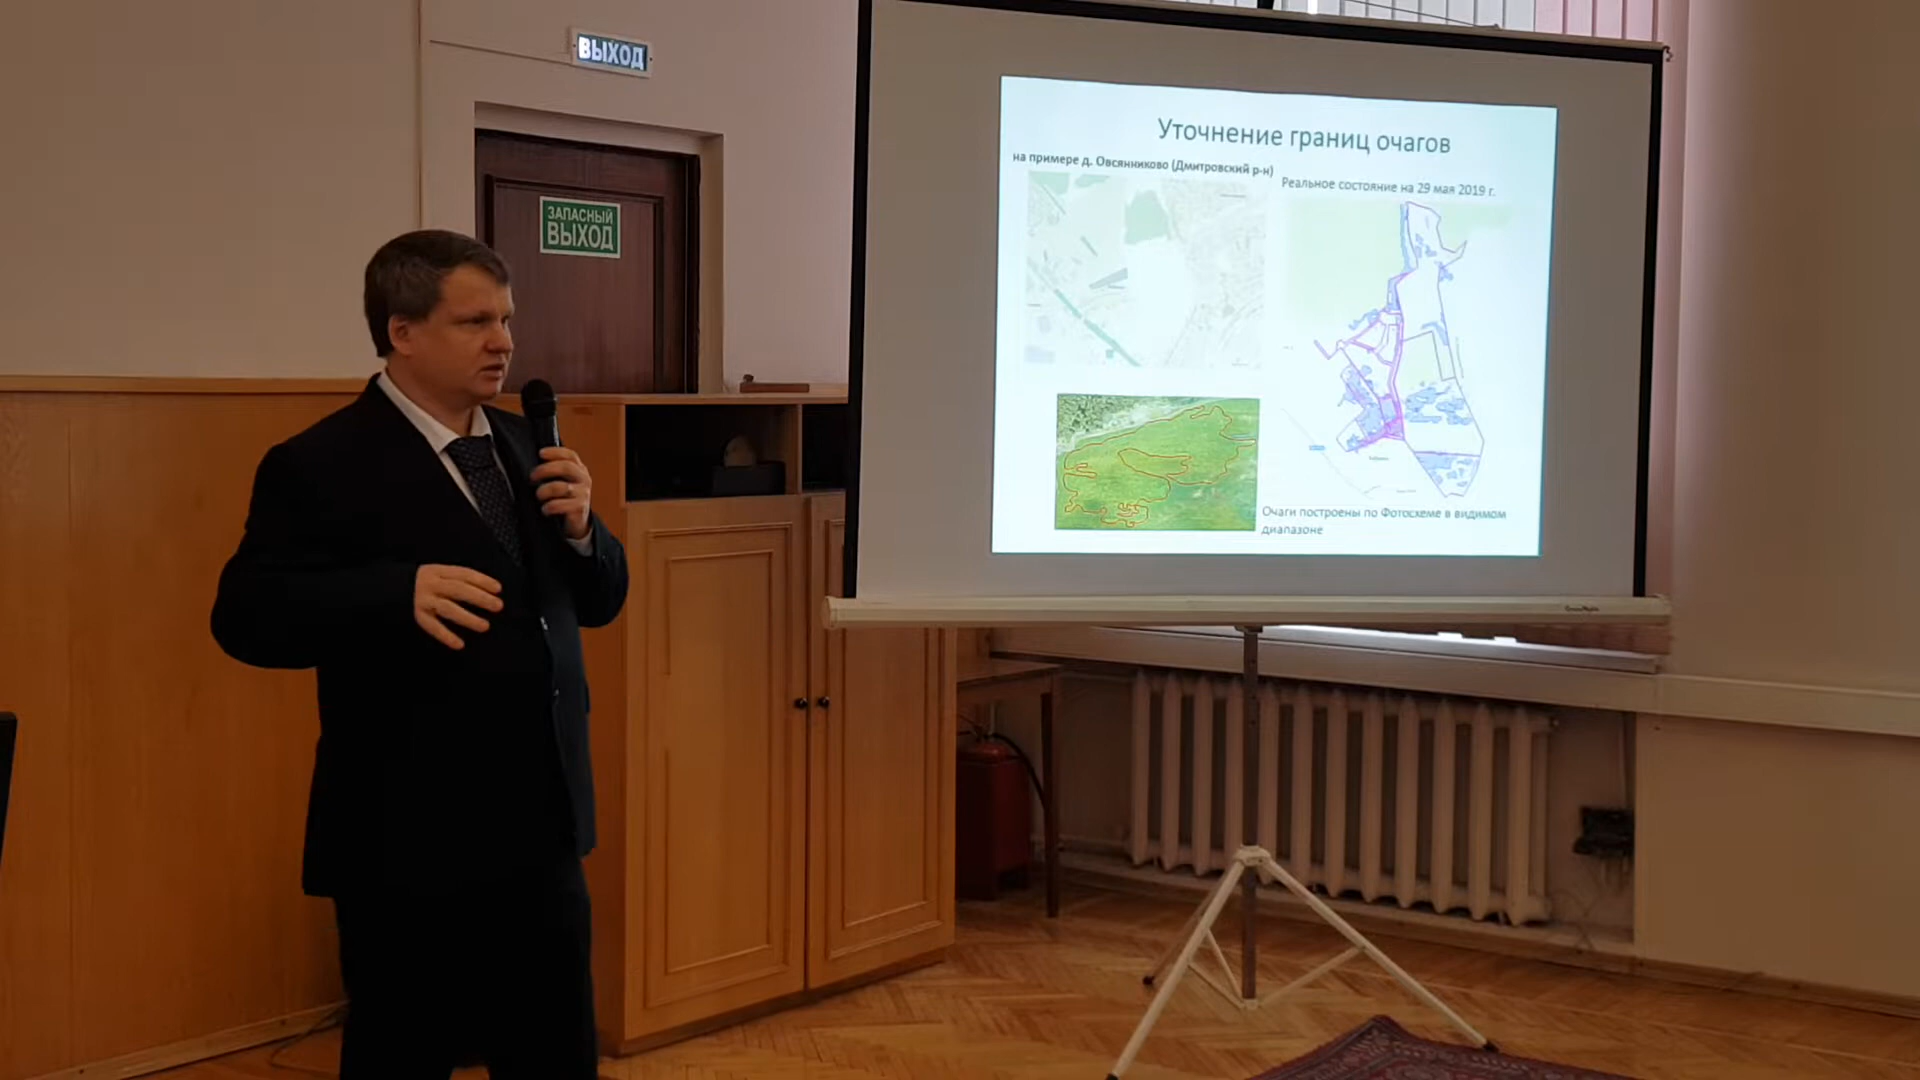 ВЫХОД
ЗАПАСНЫЙ
ВЫХОД
Уточнение границ очагов
на примере д. Овсянниково (Дмитровский р-н)
Реальное состояние на 29 мая 2019 г.
Очаги построены по Фотосхеме в видимом
диапазоне